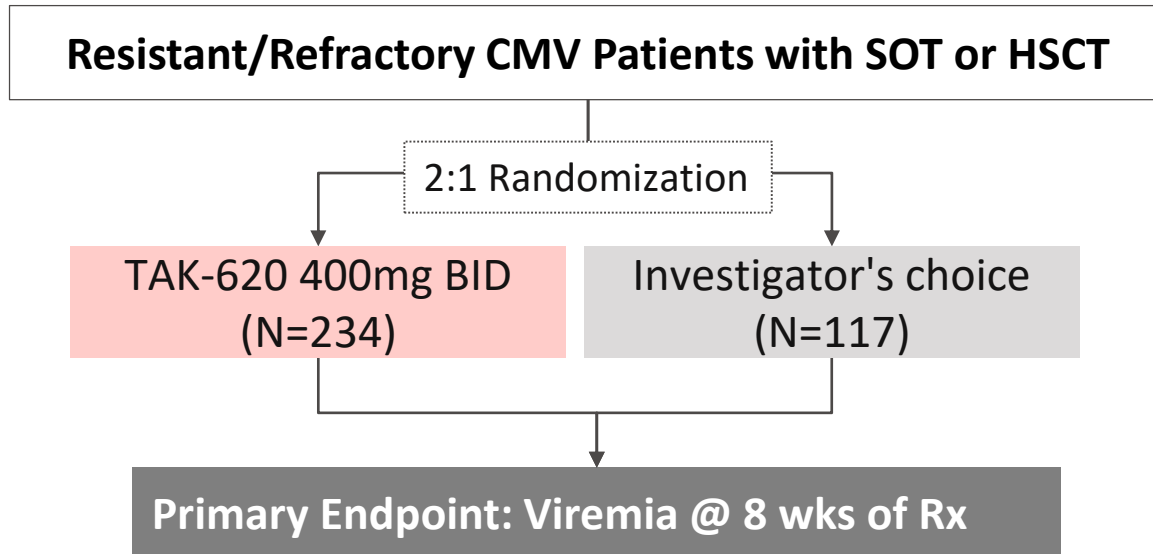 Resistant/Refractory CMV Patients with SOT or HSCT
2:1 Randomization
TAK-620 400mg BID
(N=234)
Investigator's choice
(N=117)
Primary Endpoint: Viremia @ 8 wks of Rx